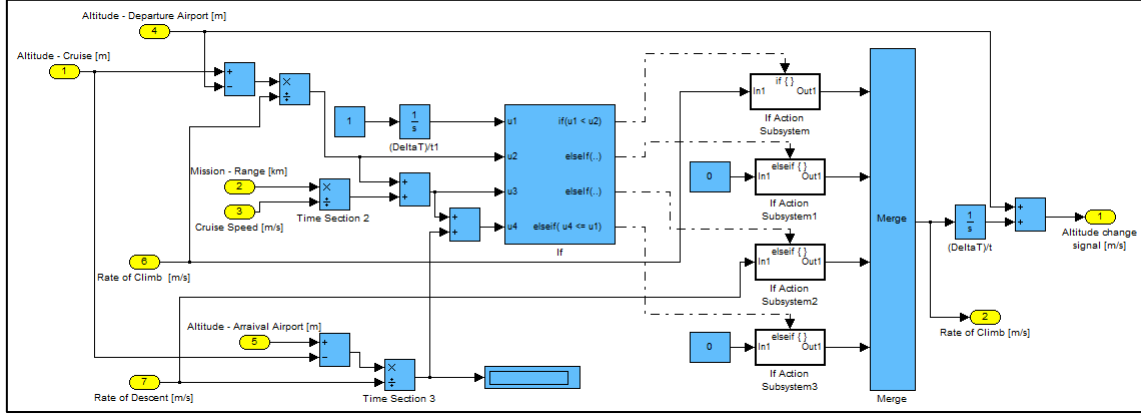 Altitude - Departure Airport [m]
4
Altitude - Cruise [m]
1
+
−
×
÷
1
1
s
(DeltaT)/t1
u1
u2
u3
u4
if(u1 < u2)
elseif(..)
elseif(..)
elseif( u4 <= u1)
If
Mission - Range [km]
2
3
Cruise Speed [m/s]
×
÷
Time Section 2
+
+
+
+
6
Rate of Climb [m/s]
Altitude - Arraival Airport [m]
5
+
−
7
Rate of Descent [m/s]
×
÷
Time Section 3
if { }
In1
Out1
If Action
Subsystem
0
elseif { }
In1
Out1
If Action
Subsystem1
elseif { }
In1
Out1
If Action
Subsystem2
0
elseif { }
In1
Out1
If Action
Subsystem3
Merge
Merge
1
s
(DeltaT)/t
+
+
1
Altitude change
signal [m/s]
2
Rate of Climb [m/s]